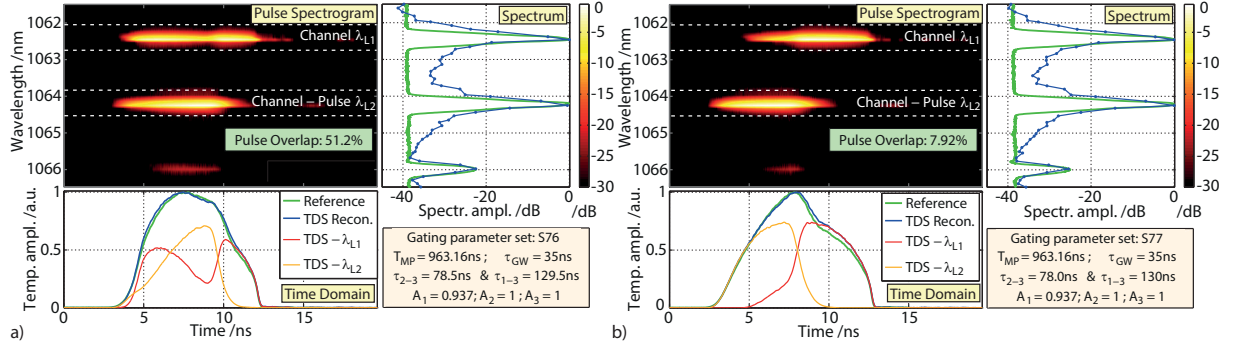 1062
1063
1064
1065
1066
Wavelength /nm
Pulse Spectrogram
Channel λL1
Channel – Pulse λL2
Pulse Overlap: 51.2%
Spectrum
-40
-20
0
Spectr. ampl. /dB
0
-5
-10
-15
-20
-25
-30
/dB
1
0.5
0
Temp. ampl. /a.u.
Reference
TDS Recon.
TDS – λL1
TDS – λL2
Time Domain
0
5
10
15
Time /ns
Gating parameter set: S76
TMP = 963.16ns ; τGW = 35ns
τ2–3 = 78.5ns & τ1–3 = 129.5ns
A1 = 0.937; A2 = 1 ; A3 = 1
a)
1062
1063
1064
1065
1066
Wavelength /nm
Pulse Spectrogram
Channel λL1
Channel – Pulse λL2
Pulse Overlap: 7.92%
Spectrum
-40
-20
0
Spectr. ampl. /dB
0
-5
-10
-15
-20
-25
-30
/dB
1
0.5
0
Temp. ampl. /a.u.
Reference
TDS Recon.
TDS – λL1
TDS – λL2
Time Domain
0
5
10
15
Time /ns
Gating parameter set: S77
TMP = 963.16ns ; τGW = 35ns
τ2–3 = 78.0ns & τ1–3 = 130ns
A1 = 0.937; A2 = 1 ; A3 = 1
b)